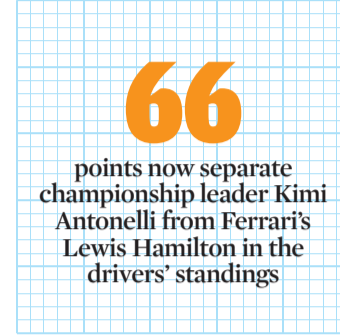 66
points now separate
championship leader Kimi
Antonelli from Ferrari’s
Lewis Hamilton in the
drivers’ standings